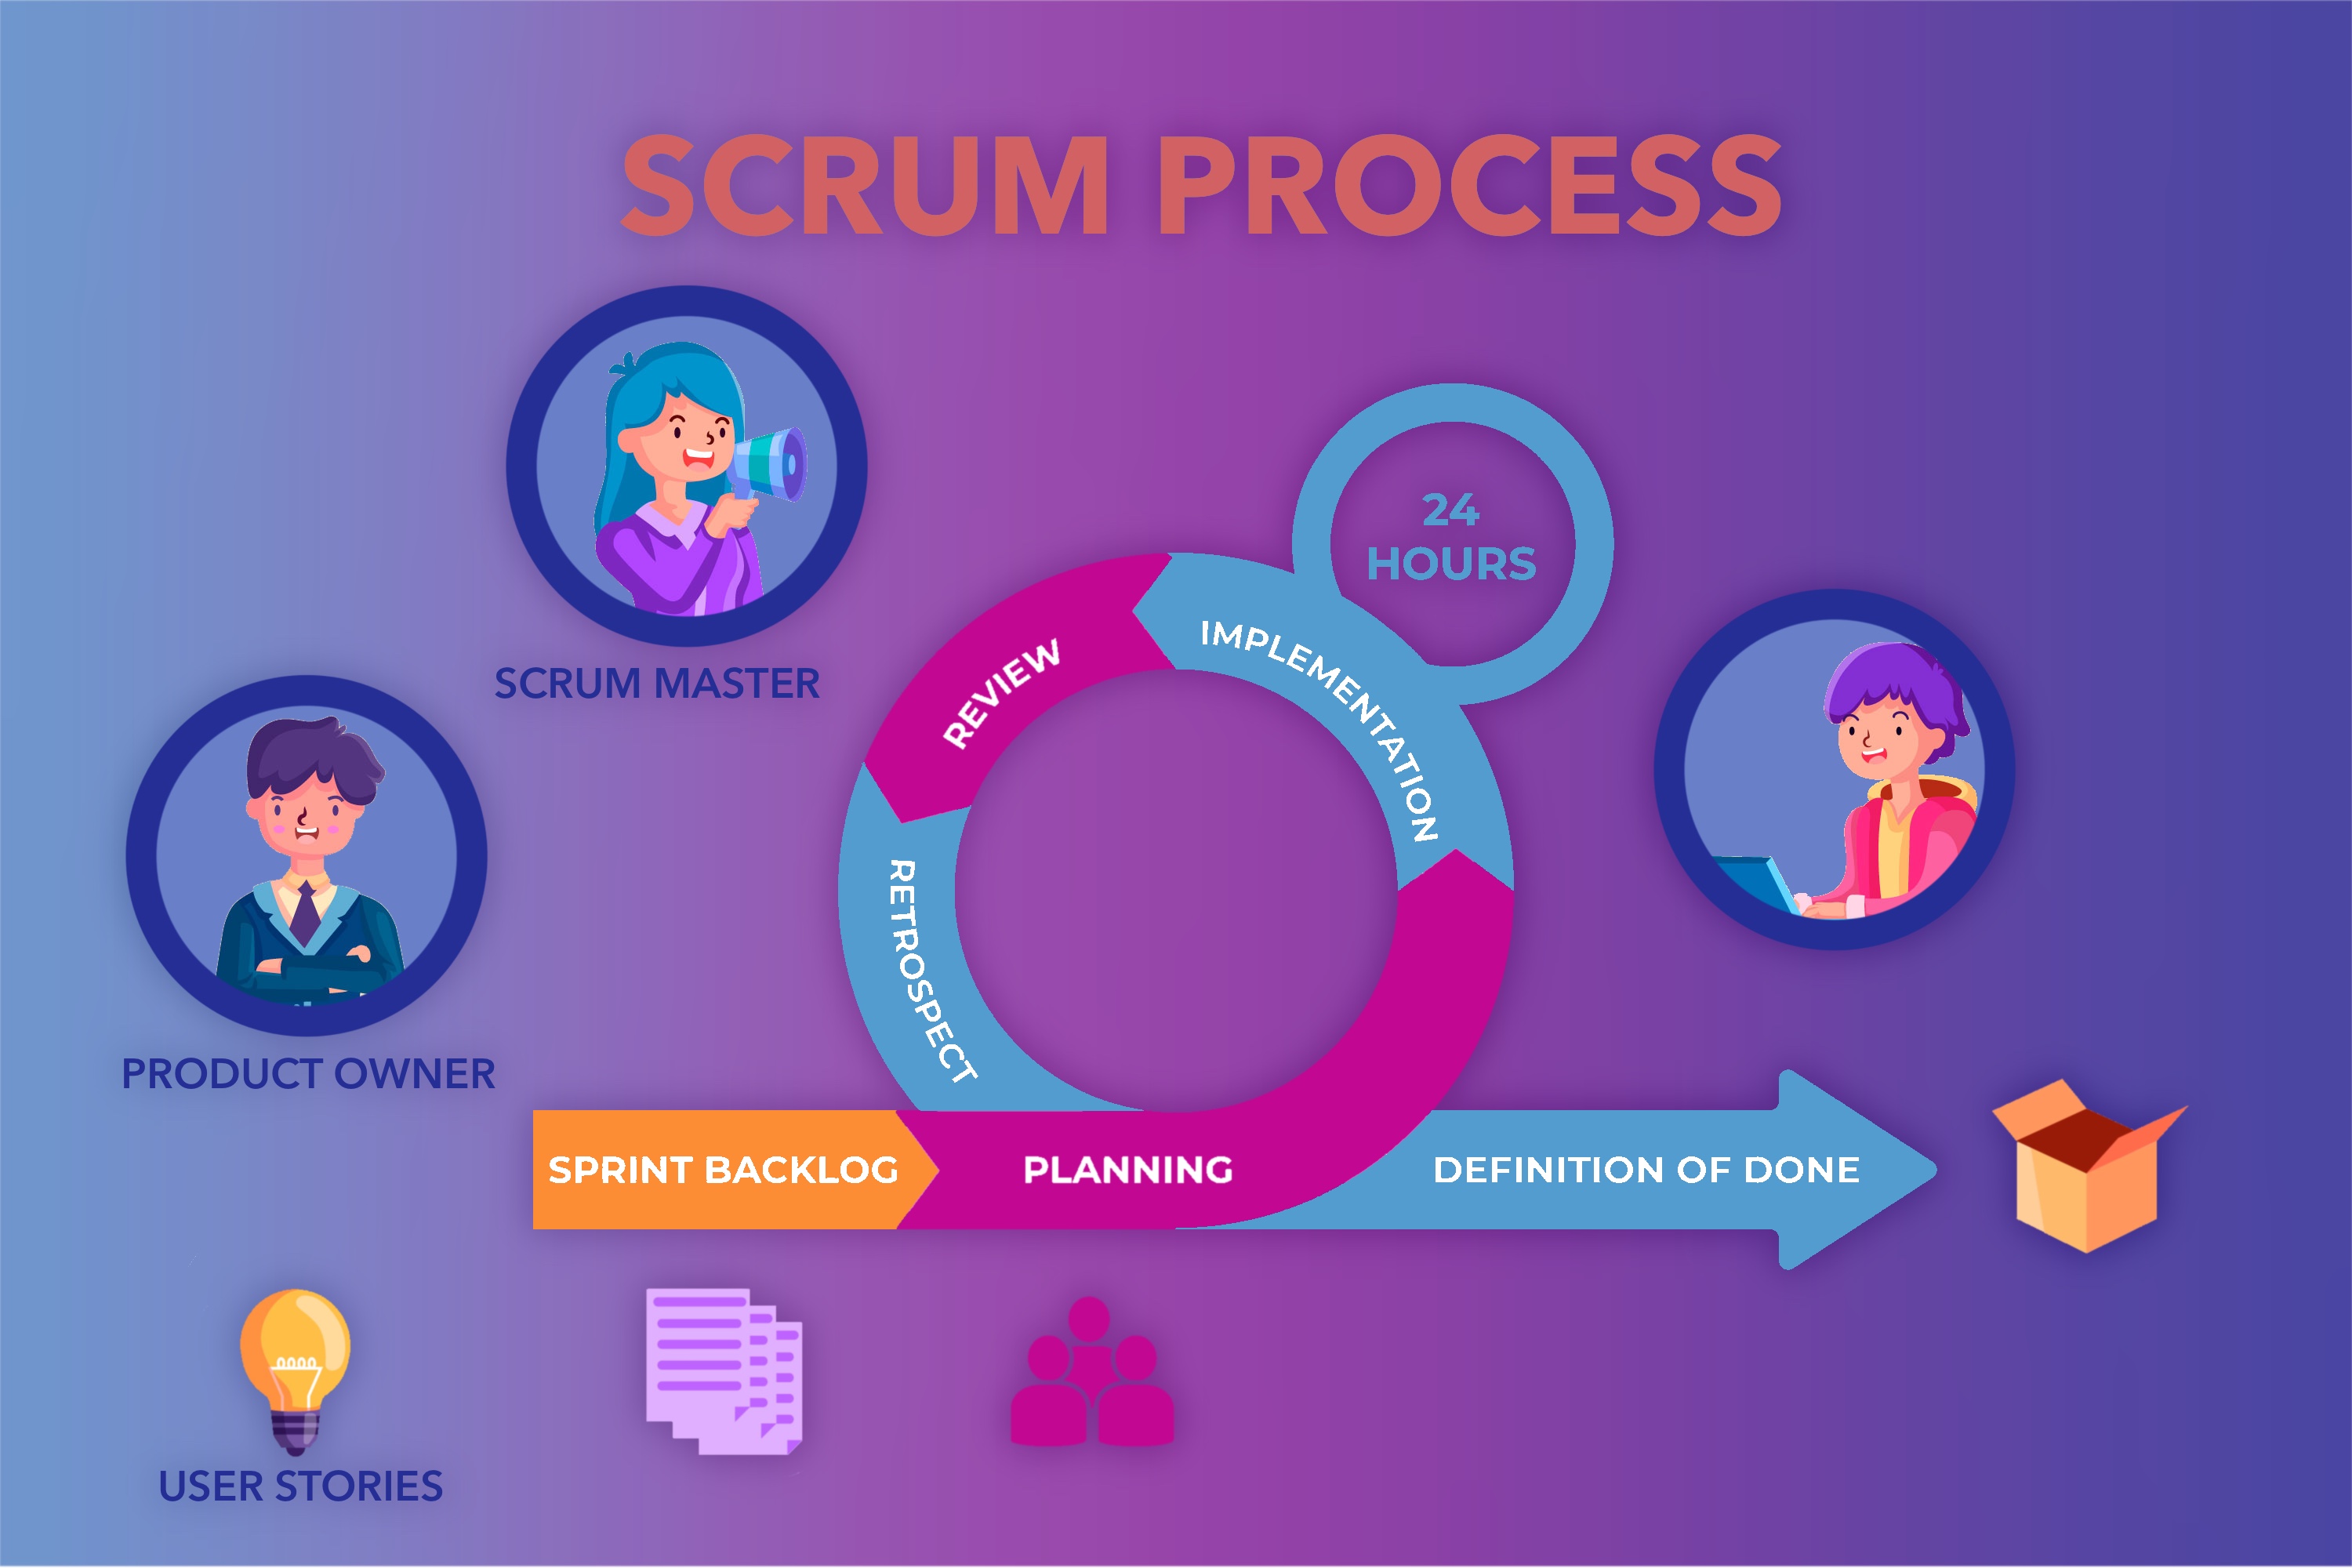 SCRUM PROCESS
24
HOURS
SCRUM MASTER
REVIEW
IMPLEMENTATION
RETROSPECT
PRODUCT OWNER
SPRINT BACKLOG
PLANNING
DEFINITION OF DONE
USER STORIES